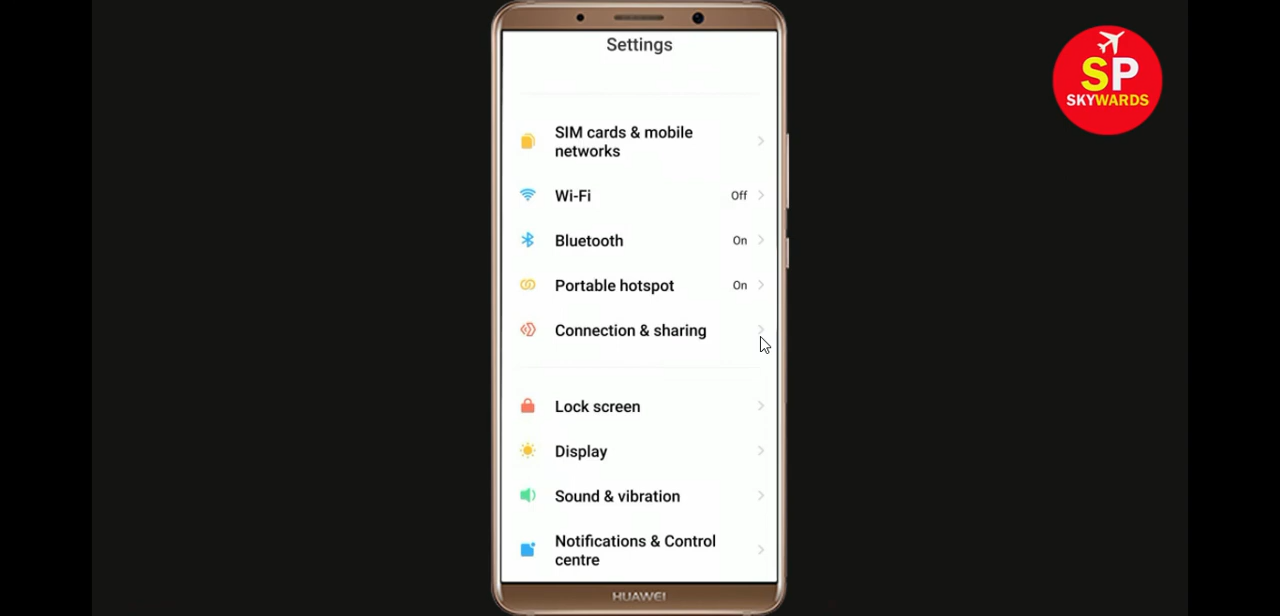 Settings
SP
SKYWARDS
SIM cards & mobile
networks
Wi-Fi
Off
Bluetooth
On
Portable hotspot
On
Connection & sharing
Lock screen
Display
Sound & vibration
Notifications & Control
centre
HUAWEI